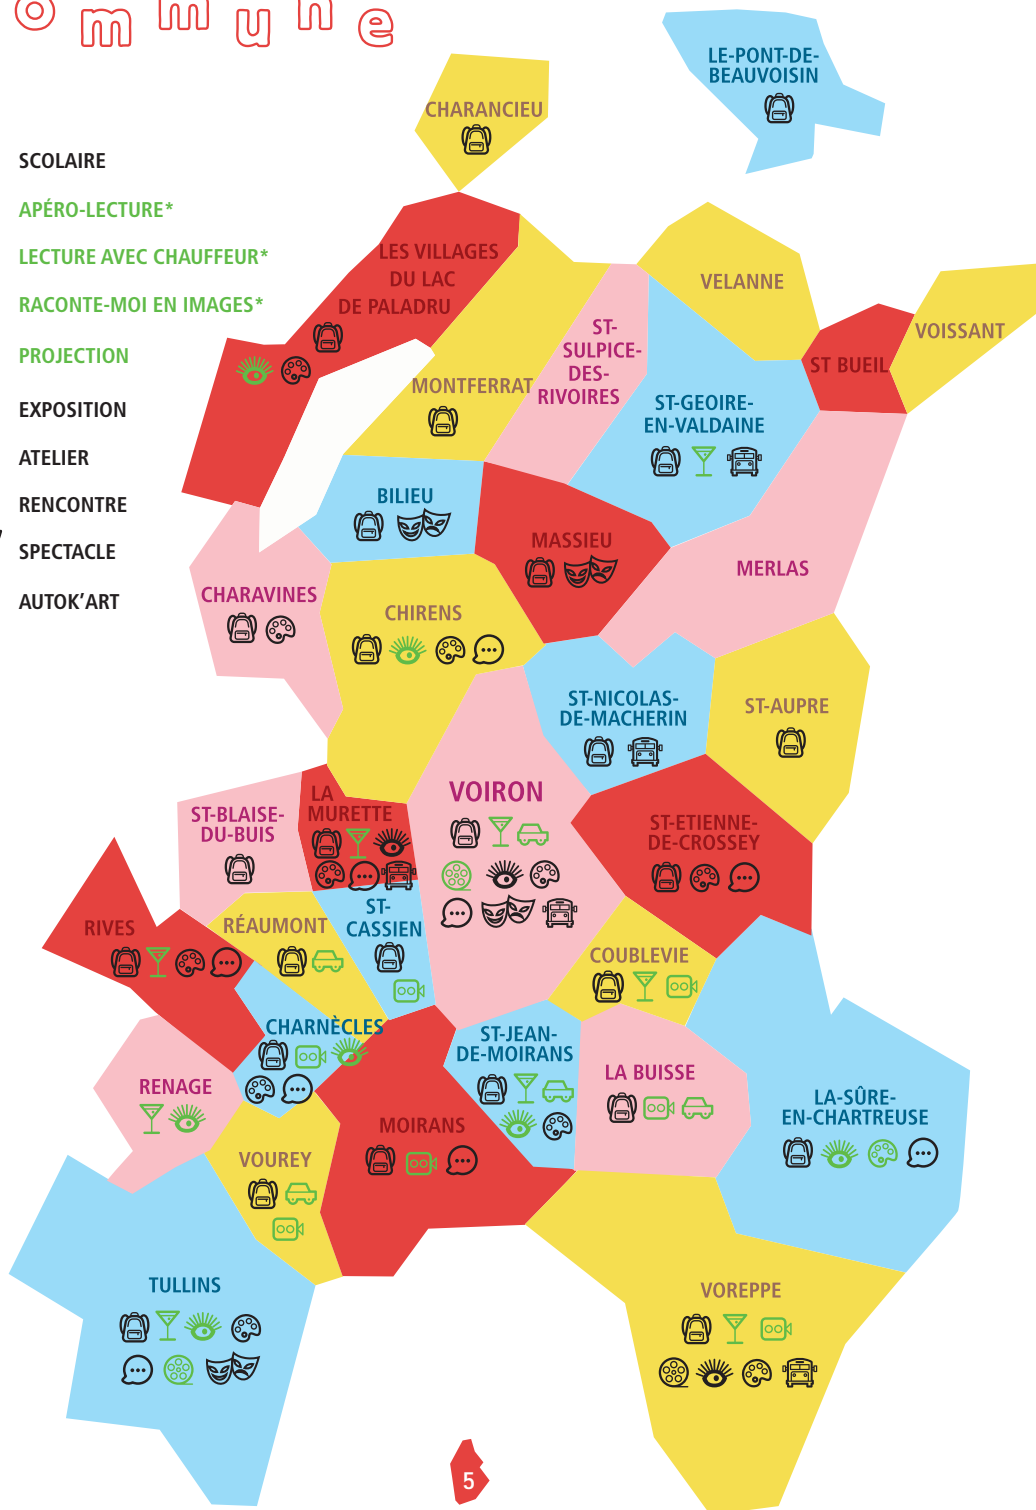 ommune
SCOLAIRE
APÉRO-LECTURE*
LECTURE AVEC CHAUFFEUR*
RACONTE-MOI EN IMAGES*
PROJECTION
EXPOSITION
ATELIER
RENCONTRE
SPECTACLE
AUTOK'ART
LE-PONT-DE-
BEAUVOISIN
CHARANCIEU
LES VILLAGES
DU LAC
DE PALADRU
VELANNE
VOISSANT
ST-
SULPICE-
DES-
RIVOIRES
ST BUEIL
MONTFERRAT
ST-GEOIRE-
EN-VALDAINE
BILIEU
MASSIEU
MERLAS
CHARAVINES
CHIRENS
ST-NICOLAS-
DE-MACHERIN
ST-AUPRE
VOIRON
LA
MURETTE
ST-BLAISE-
DU-BUIS
ST-ETIENNE-
DE-CROSSEY
RIVES
RÉAUMONT
ST-
CASSIEN
COUBLEVIE
CHARNÈCLES
ST-JEAN-
DE-MOIRANS
LA BUISSE
RENAGE
LA-SÛRE-
EN-CHARTREUSE
MOIRANS
VOUREY
TULLINS
VOREPPE
5